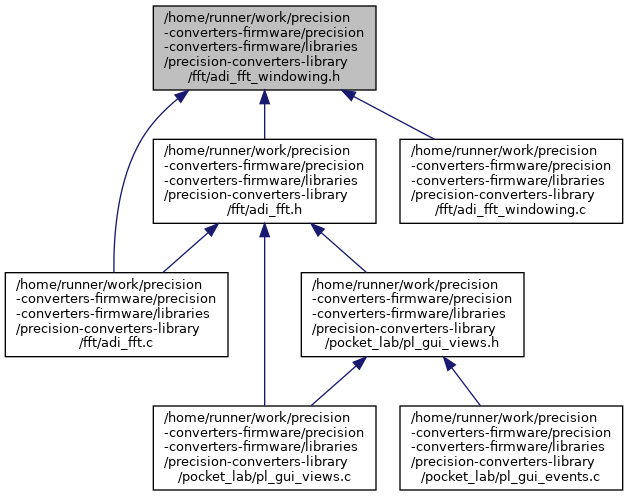 /home/runner/work/precision
-converters-firmware/precision
-converters-firmware/libraries
/precision-converters-library
/fft/adi_fft_windowing.h
/home/runner/work/precision
-converters-firmware/precision
-converters-firmware/libraries
/precision-converters-library
/fft/adi_fft.h
/home/runner/work/precision
-converters-firmware/precision
-converters-firmware/libraries
/precision-converters-library
/fft/adi_fft_windowing.c
/home/runner/work/precision
-converters-firmware/precision
-converters-firmware/libraries
/precision-converters-library
/fft/adi_fft.c
/home/runner/work/precision
-converters-firmware/precision
-converters-firmware/libraries
/precision-converters-library
/pocket_lab/pl_gui_views.h
/home/runner/work/precision
-converters-firmware/precision
-converters-firmware/libraries
/precision-converters-library
/pocket_lab/pl_gui_views.c
/home/runner/work/precision
-converters-firmware/precision
-converters-firmware/libraries
/precision-converters-library
/pocket_lab/pl_gui_events.c